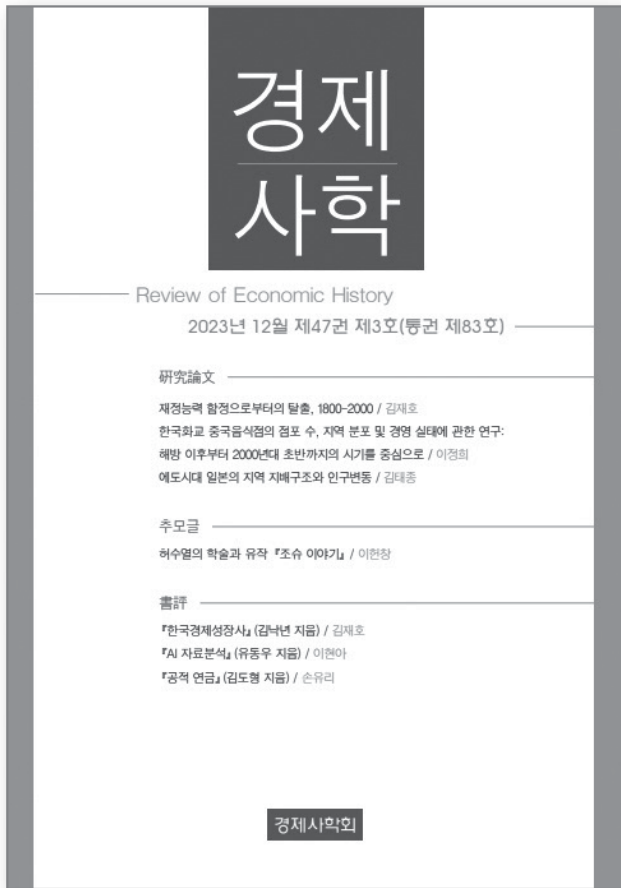 경제
사학
Review of Economic History
2023년 12월 제47권 제3호(통권 제83호)
研究論文
재정능력 함정으로부터의 탈출, 1800-2000 / 김재호
한국화교 중국음식점의 점포 수, 지역 분포 및 경영 실태에 관한 연구:
해방 이후부터 2000년대 초반까지의 시기를 중심으로 / 이정희
에도시대 일본의 지역 지배구조와 인구변동 / 김태종
추모글
허수열의 학술과 유작 『조슈 이야기』 / 이헌창
書評
『한국경제성장사』 (김낙년 지음) / 김재호
『AI 자료분석』 (유동우 지음) / 이현아
『공적 연금』 (김도형 지음) / 손유리
경제사학회